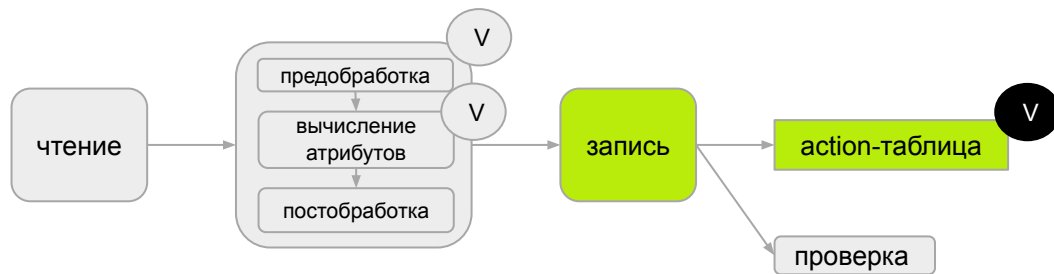 V
предобработка
V
чтение
вычисление
атрибутов
постобработка
запись
V
action-таблица
проверка